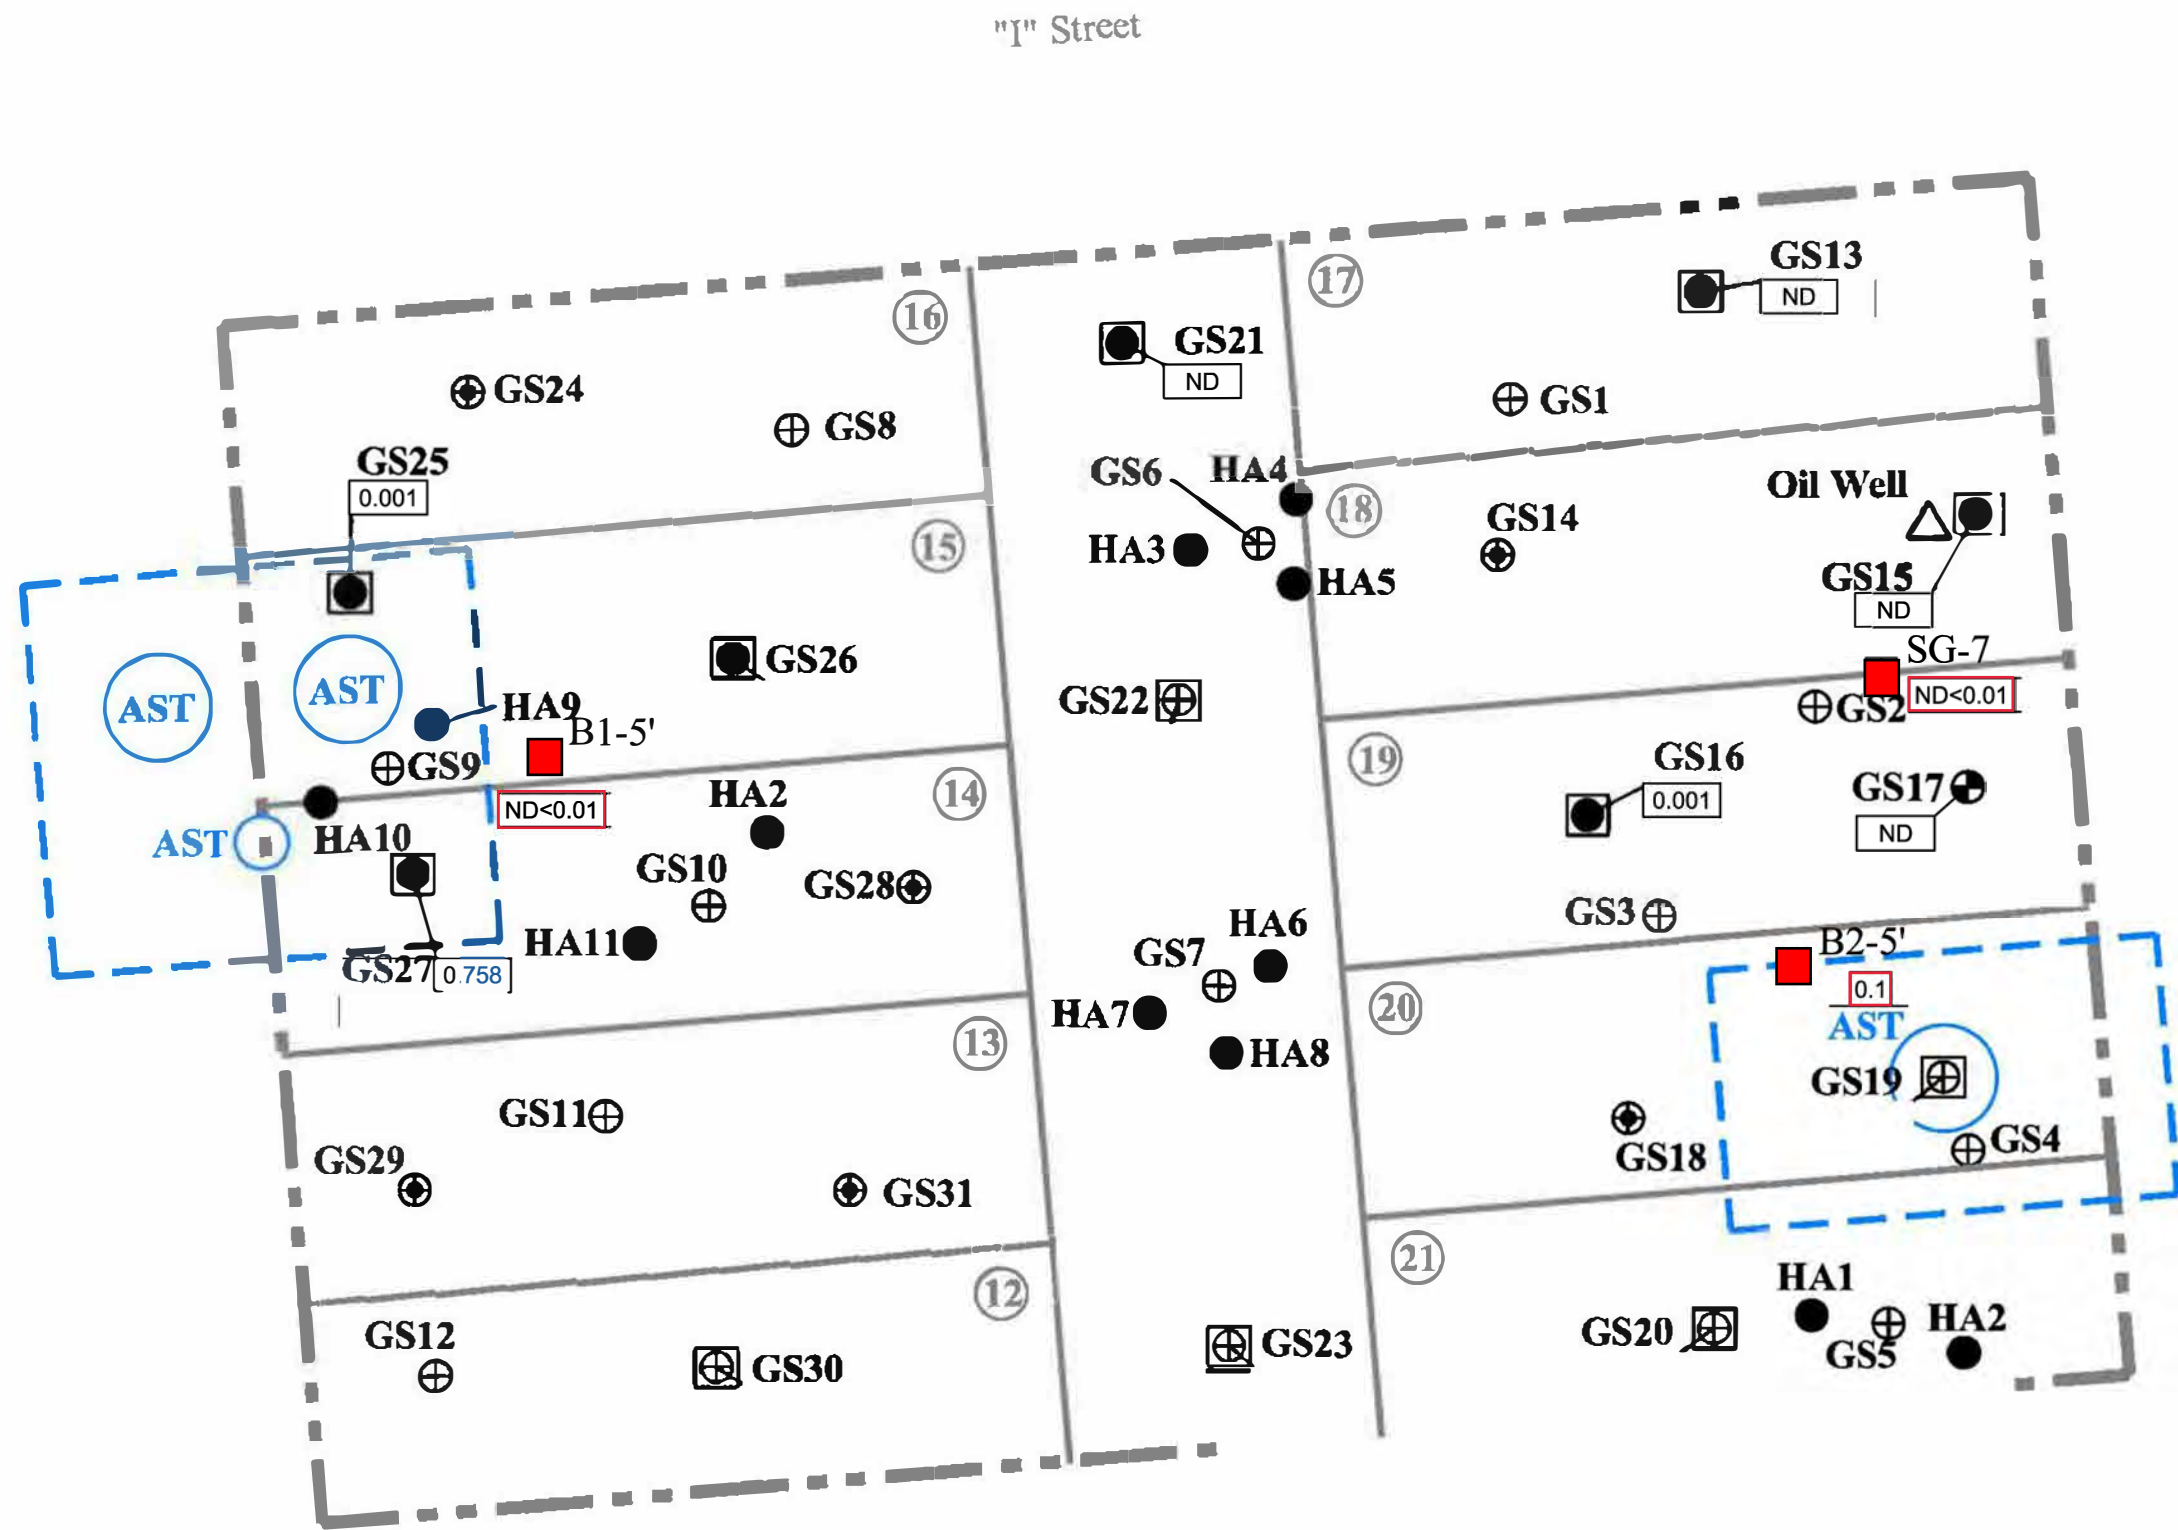 "I" Street
17
GS13
ND
16
GS21
ND
GS24
GS1
GS8
GS25
0.001
GS6
HA4
Oil Well
18
GS14
15
HA3
HA5
GS15
ND
GS26
SG-7
AST
AST
GS22
ND<0.01
HA9
GS2
B1-5'
GS9
19
GS16
14
HA2
GS17
ND<0.01
0.001
AST
HA10
ND
GS10
GS28
GS3
HA6
HA11
GS7
B2-5'
GS27
0.758
0.1
20
HA7
AST
13
HA8
GS19
GS11
GS4
GS29
GS18
GS31
21
HA1
12
GS12
HA2
GS20
GS23
GS5
GS30